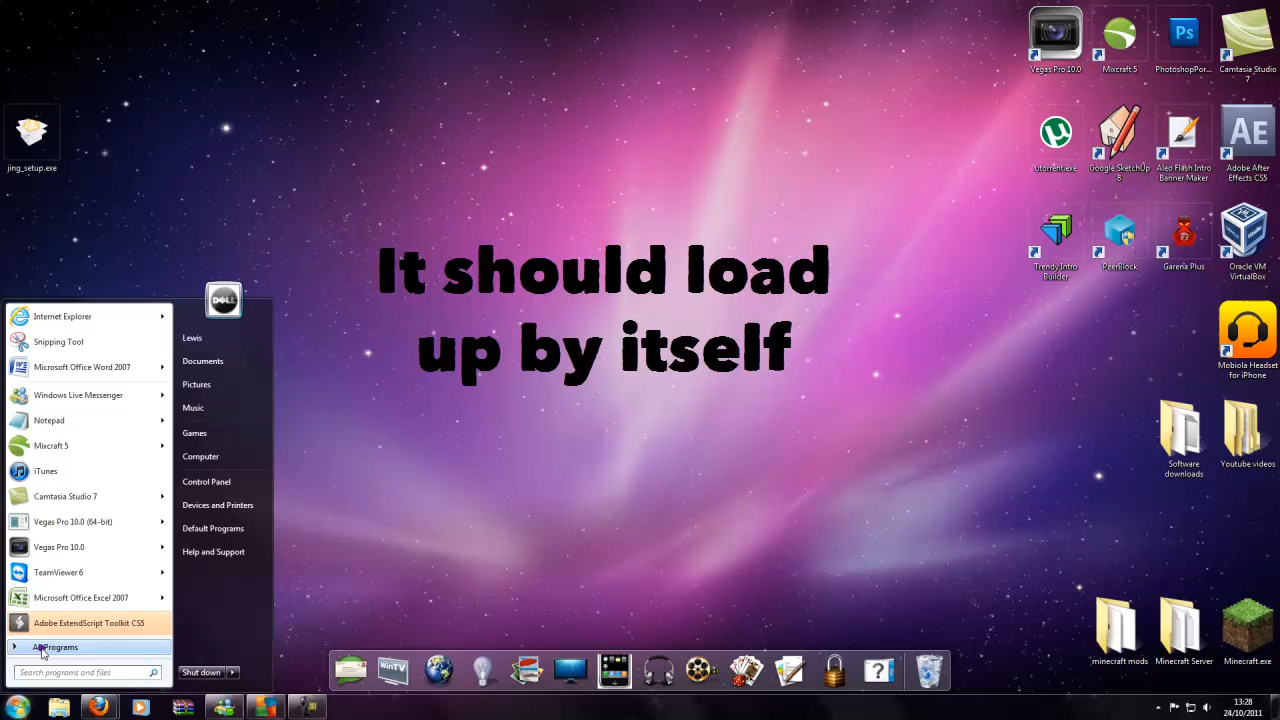 Vegas Pro 10.0
Mixcraft 5
PhotoshopPor...
Camtasia Studio
7
Ps
jing_setup.exe
utorrent.exe
Google SketchUp
8
Aleo Flash Intro
Banner Maker
AE
Adobe After
Effects CS5
Trendy Intro
Builder
PeerBlock
Garena Plus
Oracle VM
VirtualBox
It should load
up by itself
DELL
Internet Explorer
Snipping Tool
Microsoft Office Word 2007
Windows Live Messenger
Notepad
Mixcraft 5
iTunes
Camtasia Studio 7
Vegas Pro 10.0 (64-bit)
Vegas Pro 10.0
TeamViewer 6
Microsoft Office Excel 2007
Adobe ExtendScript Toolkit CS5
All Programs
Search programs and files
Lewis
Documents
Pictures
Music
Games
Computer
Control Panel
Devices and Printers
Default Programs
Help and Support
Shut down
Mobiola Headset
for iPhone
Software
downloads
Youtube videos
minecraft mods
Minecraft Server
Minecraft.exe
WinTV
?
13:28
24/10/2011